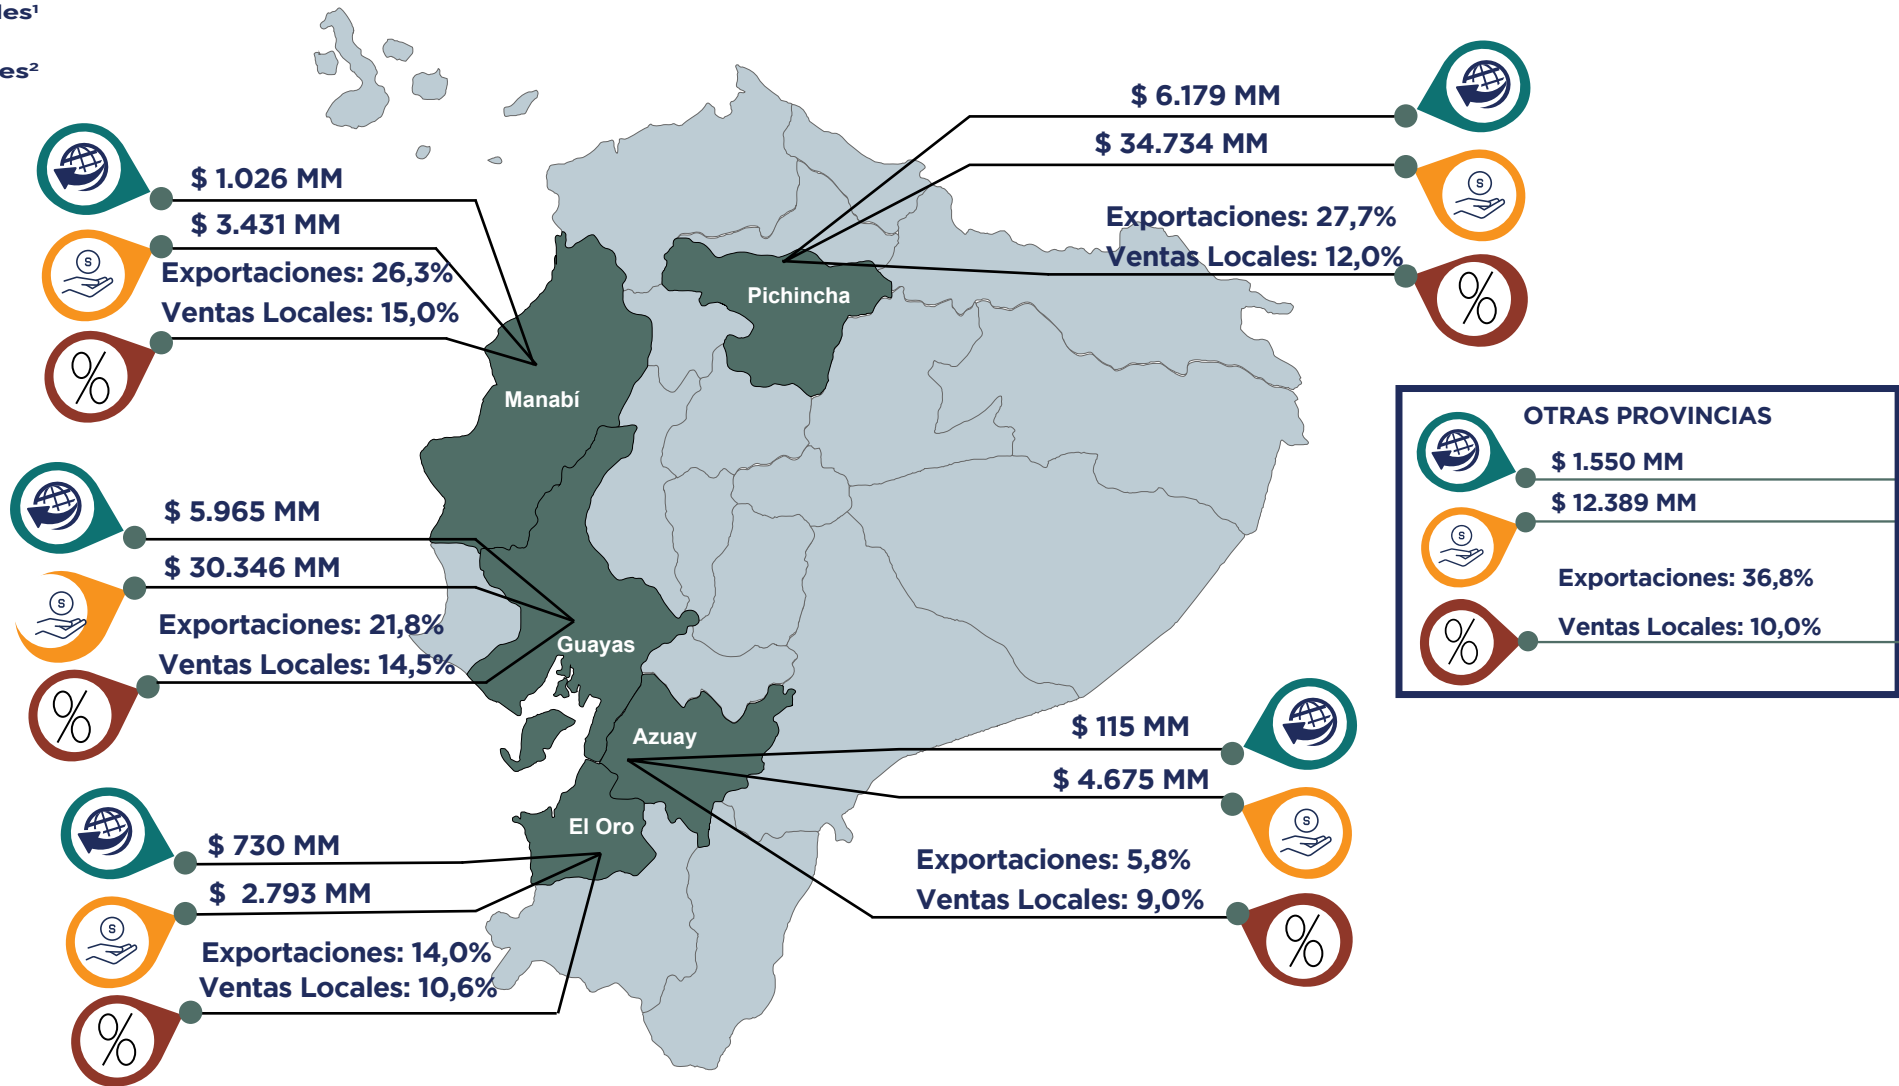 $ 1.026 MM
$ 3.431 MM
Exportaciones: 26,3%
Ventas Locales: 15,0%
$ 6.179 MM
$ 34.734 MM
Exportaciones: 27,7%
Ventas Locales: 12,0%
Pichincha
Manabí
OTRAS PROVINCIAS
$ 1.550 MM
$ 12.389 MM
Exportaciones: 36,8%
Ventas Locales: 10,0%
$ 5.965 MM
$ 30.346 MM
Exportaciones: 21,8%
Ventas Locales: 14,5%
Guayas
Azuay
$ 115 MM
$ 4.675 MM
Exportaciones: 5,8%
Ventas Locales: 9,0%
El Oro
$ 730 MM
$ 2.793 MM
Exportaciones: 14,0%
Ventas Locales: 10,6%